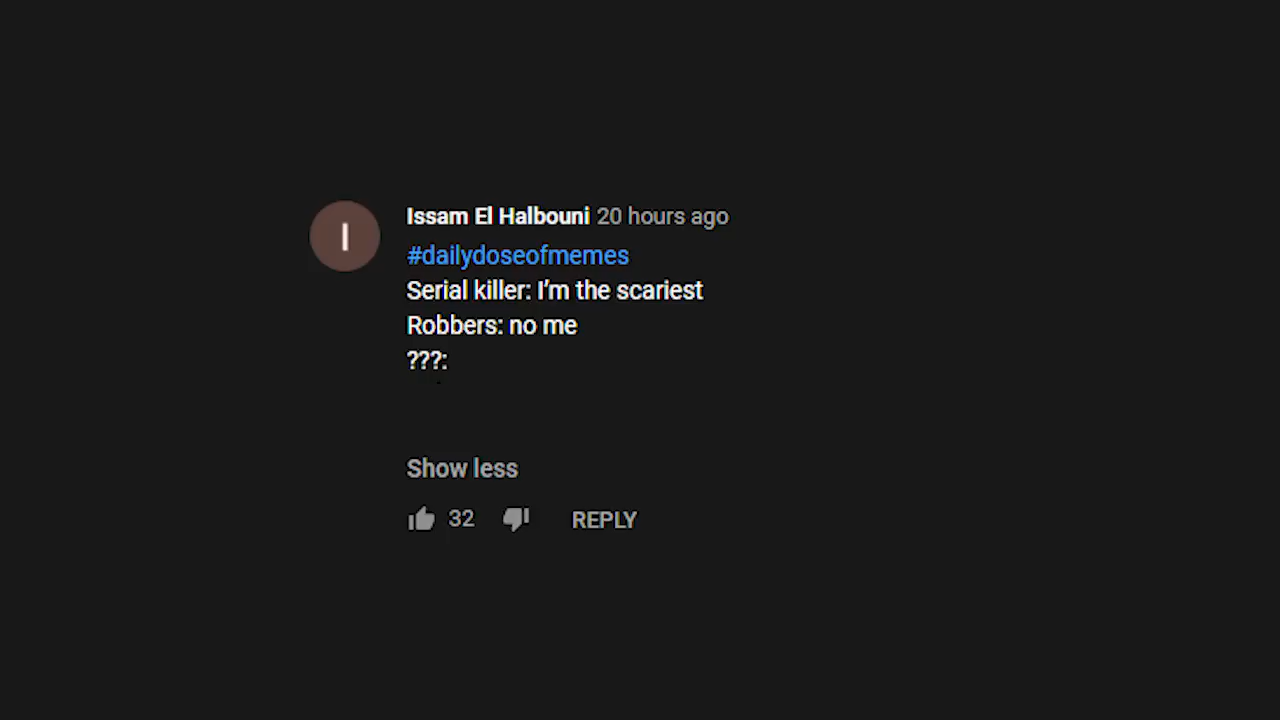 I
Issam El Halbouni 20 hours ago
#dailydoseofmemes
Serial killer: I’m the scariest
Robbers: no me
???:
Show less
32 REPLY